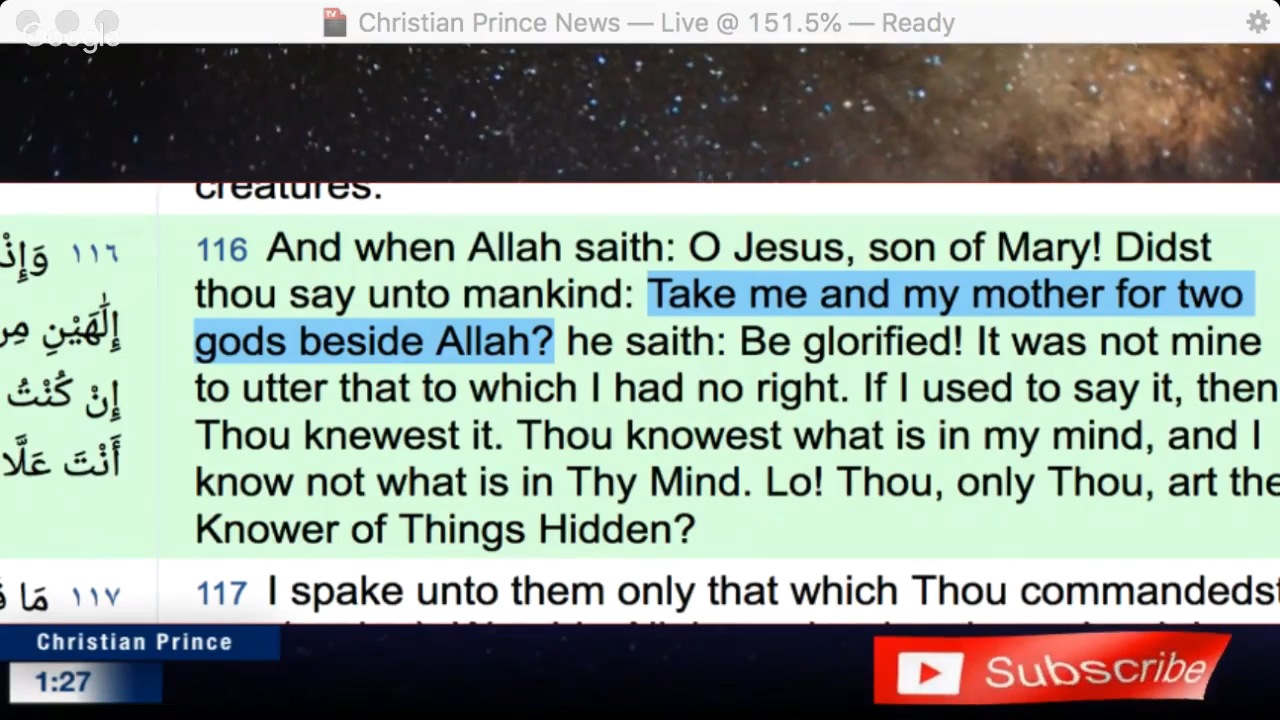 Christian Prince News — Live @ 151.5% — Ready
Google
creatures.
١١٦ وَإِذْ
116 And when Allah saith: O Jesus, son of Mary! Didst
thou say unto mankind: Take me and my mother for two
إِلَٰهَيْنِ
gods beside Allah? he saith: Be glorified! It was not mine
إِنْ كُنْتُ
to utter that to which I had no right. If I used to say it, then
Thou knewest it. Thou knowest what is in my mind, and I
أَنْتَ
know not what is in Thy Mind. Lo! Thou, only Thou, art the
Knower of Things Hidden?
١١٧ مَا
117 I spake unto them only that which Thou commandedst
Christian Prince
1:27
Subscribe